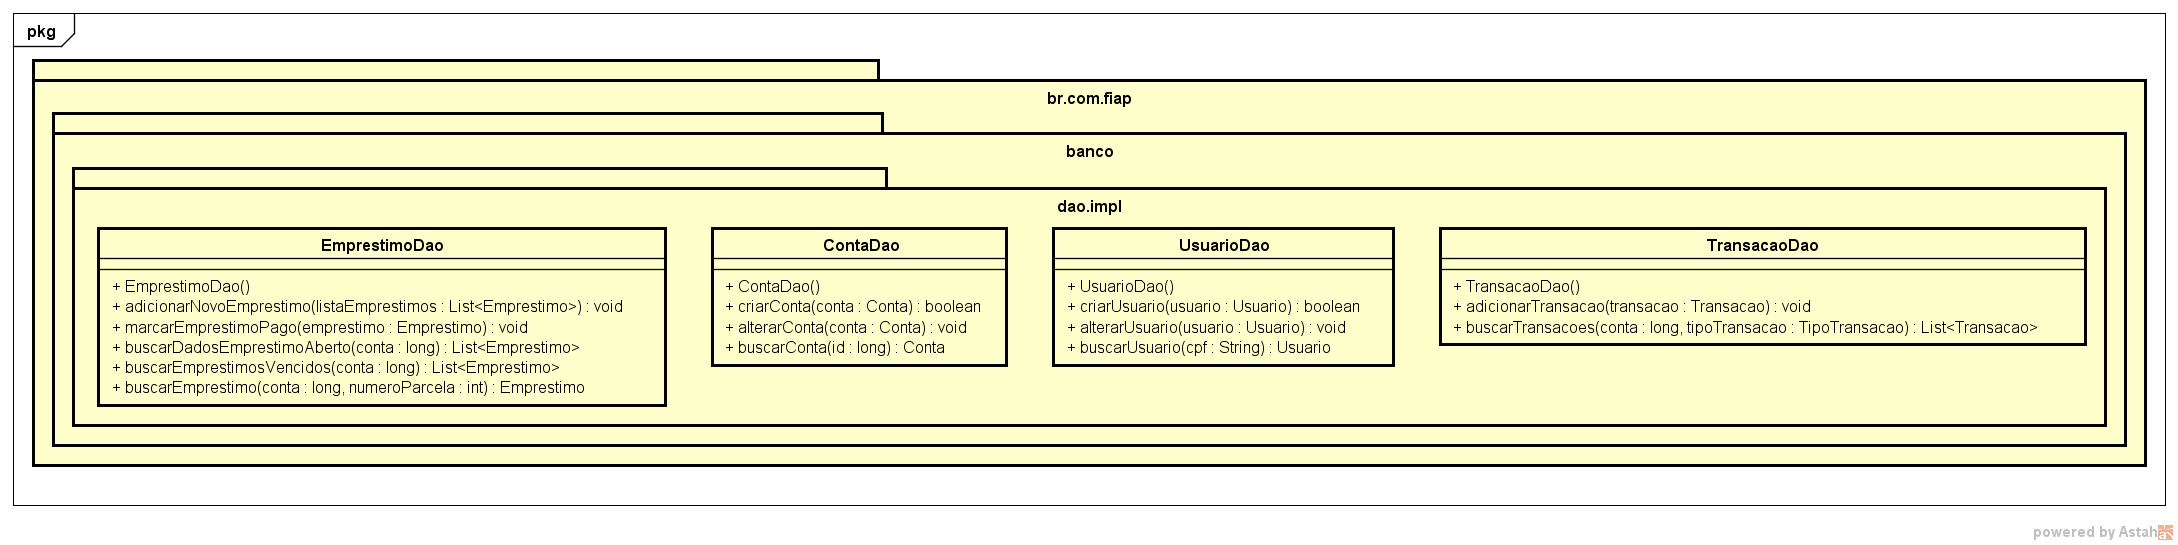 pkg
br.com.fiap
banco
dao.impl
EmprestimoDao
+ EmprestimoDao()
+ adicionarNovoEmprestimo(listaEmprestimos : List<Emprestimo>) : void
+ marcarEmprestimoPago(emprestimo : Emprestimo) : void
+ buscarDadosEmprestimoAberto(conta : long) : List<Emprestimo>
+ buscarEmprestimosVencidos(conta : long) : List<Emprestimo>
+ buscarEmprestimo(conta : long, numeroParcela : int) : Emprestimo
ContaDao
+ ContaDao()
+ criarConta(conta : Conta) : boolean
+ alterarConta(conta : Conta) : void
+ buscarConta(id : long) : Conta
UsuarioDao
+ UsuarioDao()
+ criarUsuario(usuario : Usuario) : boolean
+ alterarUsuario(usuario : Usuario) : void
+ buscarUsuario(cpf : String) : Usuario
TransacaoDao
+ TransacaoDao()
+ adicionarTransacao(transacao : Transacao) : void
+ buscarTransacoes(conta : long, tipoTransacao : TipoTransacao) : List<Transacao>
powered by Astah